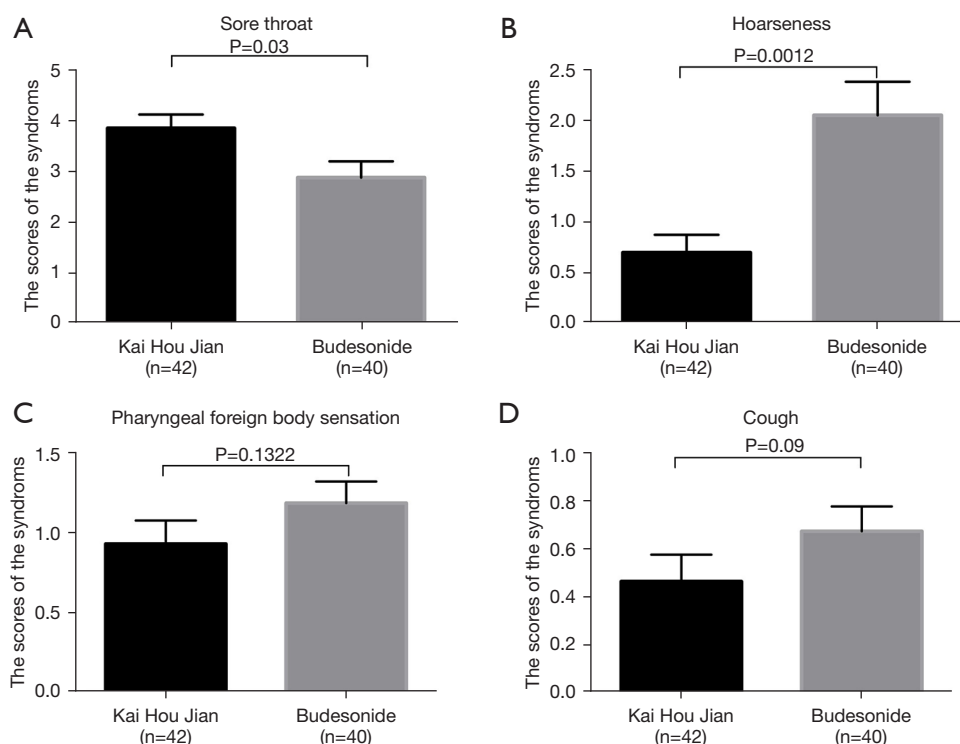 A
Sore throat
P=0.03
The scores of the syndroms
5
4
3
2
1
0
Kai Hou Jian
(n=42)
Budesonide
(n=40)
B
Hoarseness
P=0.0012
The scores of the syndroms
2.5
2.0
1.5
1.0
0.5
0.0
Kai Hou Jian
(n=42)
Budesonide
(n=40)
C
Pharyngeal foreign body sensation
P=0.1322
The scores of the syndroms
1.5
1.0
0.5
0.0
Kai Hou Jian
(n=42)
Budesonide
(n=40)
D
Cough
P=0.09
The scores of the syndroms
1.0
0.8
0.6
0.4
0.2
0.0
Kai Hou Jian
(n=42)
Budesonide
(n=40)